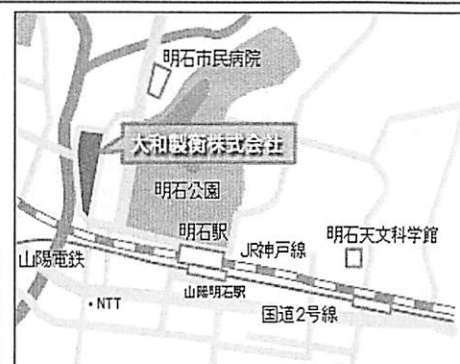 明石市民病院
大和製衡株式会社
明石公園
明石駅
JR神戸線
明石天文科学館
山陽電鉄
山陽明石駅
・NTT
国道2号線